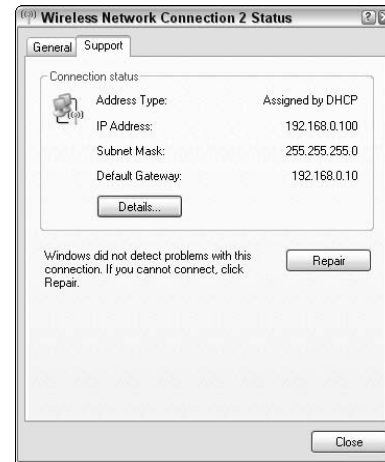 Wireless Network Connection 2 Status
General Support
Connection status
Address Type: Assigned by DHCP
IP Address: 192.168.0.100
Subnet Mask: 255.255.255.0
Default Gateway: 192.168.0.10
Details...
Windows did not detect problems with this
connection. If you cannot connect, click
Repair.
Repair
Close